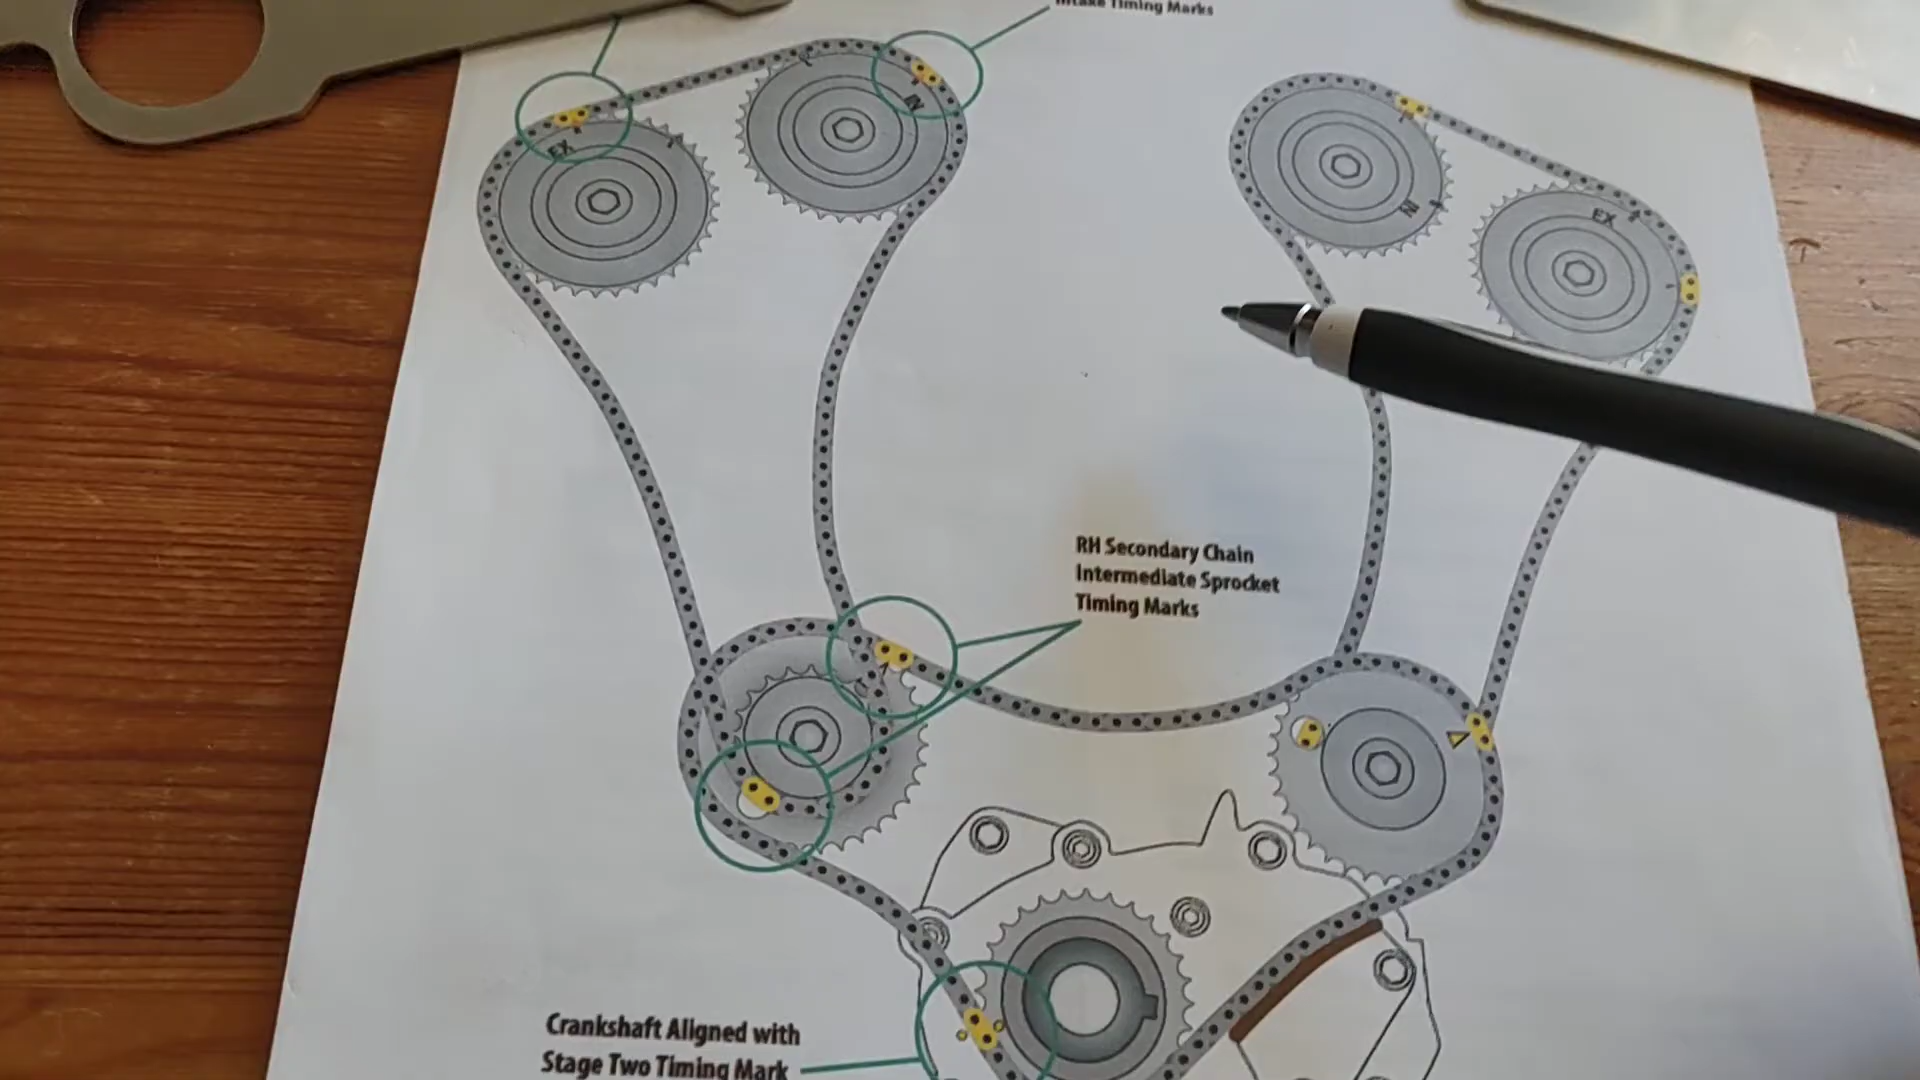 Intake Timing Marks
EX
IN
IN
EX
RH Secondary Chain
Intermediate Sprocket
Timing Marks
Crankshaft Aligned with
Stage Two Timing Mark